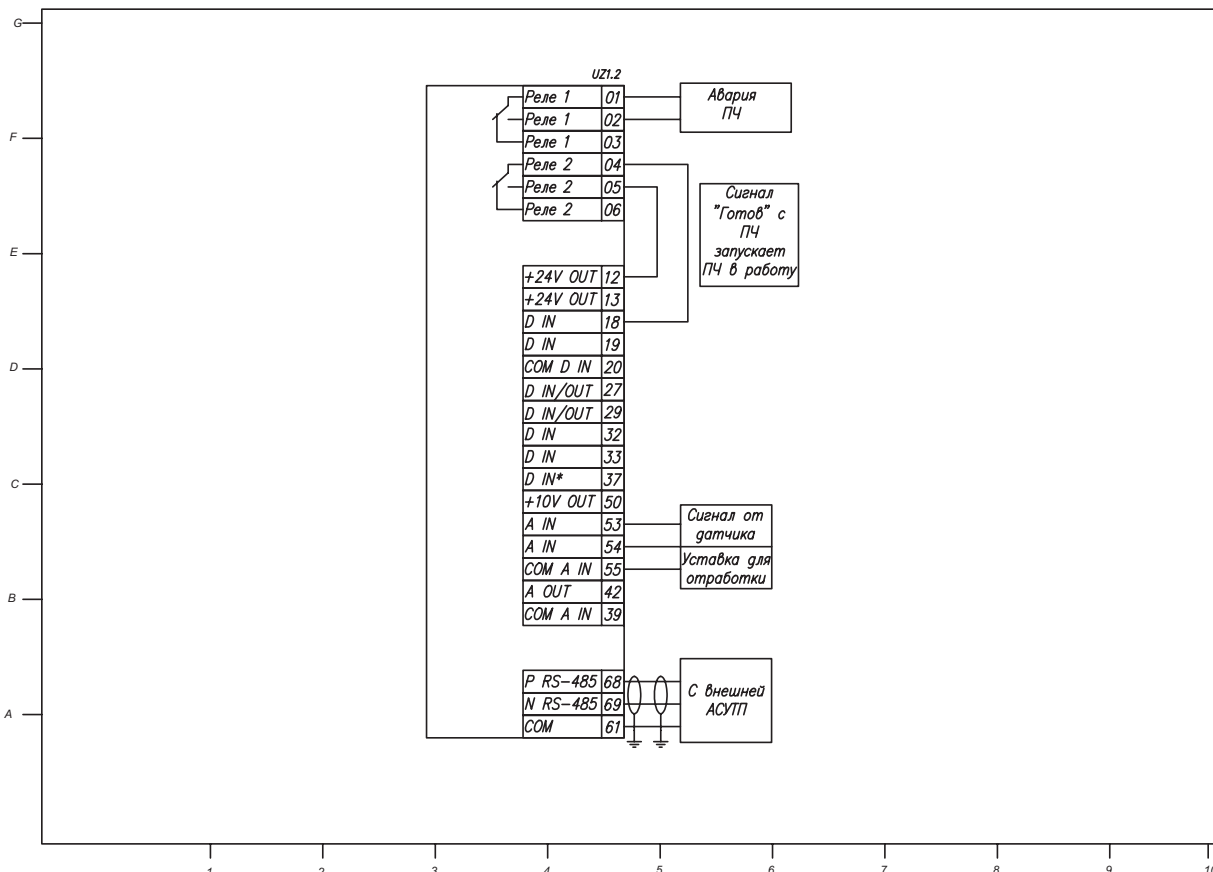 G
F
E
D
C
B
A
UZ1.2
Реле 1 01
Реле 1 02
Реле 1 03
Реле 2 04
Реле 2 05
Реле 2 06
+24V OUT 12
+24V OUT 13
D IN 18
D IN 19
COM D IN 20
D IN/OUT 27
D IN/OUT 29
D IN 32
D IN 33
D IN* 37
+10V OUT 50
A IN 53
A IN 54
COM A IN 55
A OUT 42
COM A IN 39
P RS-485 68
N RS-485 69
COM 61
Авария
ПЧ
Сигнал
"Готов" с
ПЧ
запускает
ПЧ в работу
Сигнал от
датчика
Уставка для
отработки
С внешней
АСУТП
1 2 3 4 5 6 7 8 9 10